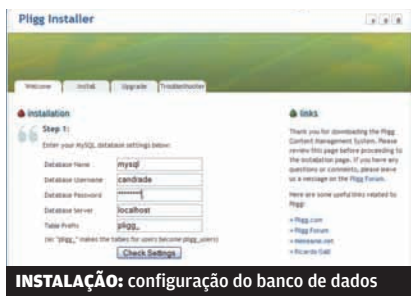 Pligg Installer
Welcome
Install
Upgrade
Troubleshooter
installation
Step 1:
Enter your MySQL database settings below:
Database Name
mysql
Database Username
candrade
Database Password
********
Database Server
localhost
Table Prefix
pligg_
(ie: "pligg_" makes the tables for users become pligg_users)
Check Settings
links
Thank you for downloading the Pligg
Content Management System. Please
review this page before proceeding to
the installation page. If you have any
questions or comments, please leave
us a message on the Pligg Forum.
Here are some useful links related to
Pligg:
» Pligg.com
» Pligg Forum
» meneame.net
» Ricardo Galli
INSTALAÇÃO: configuração do banco de dados